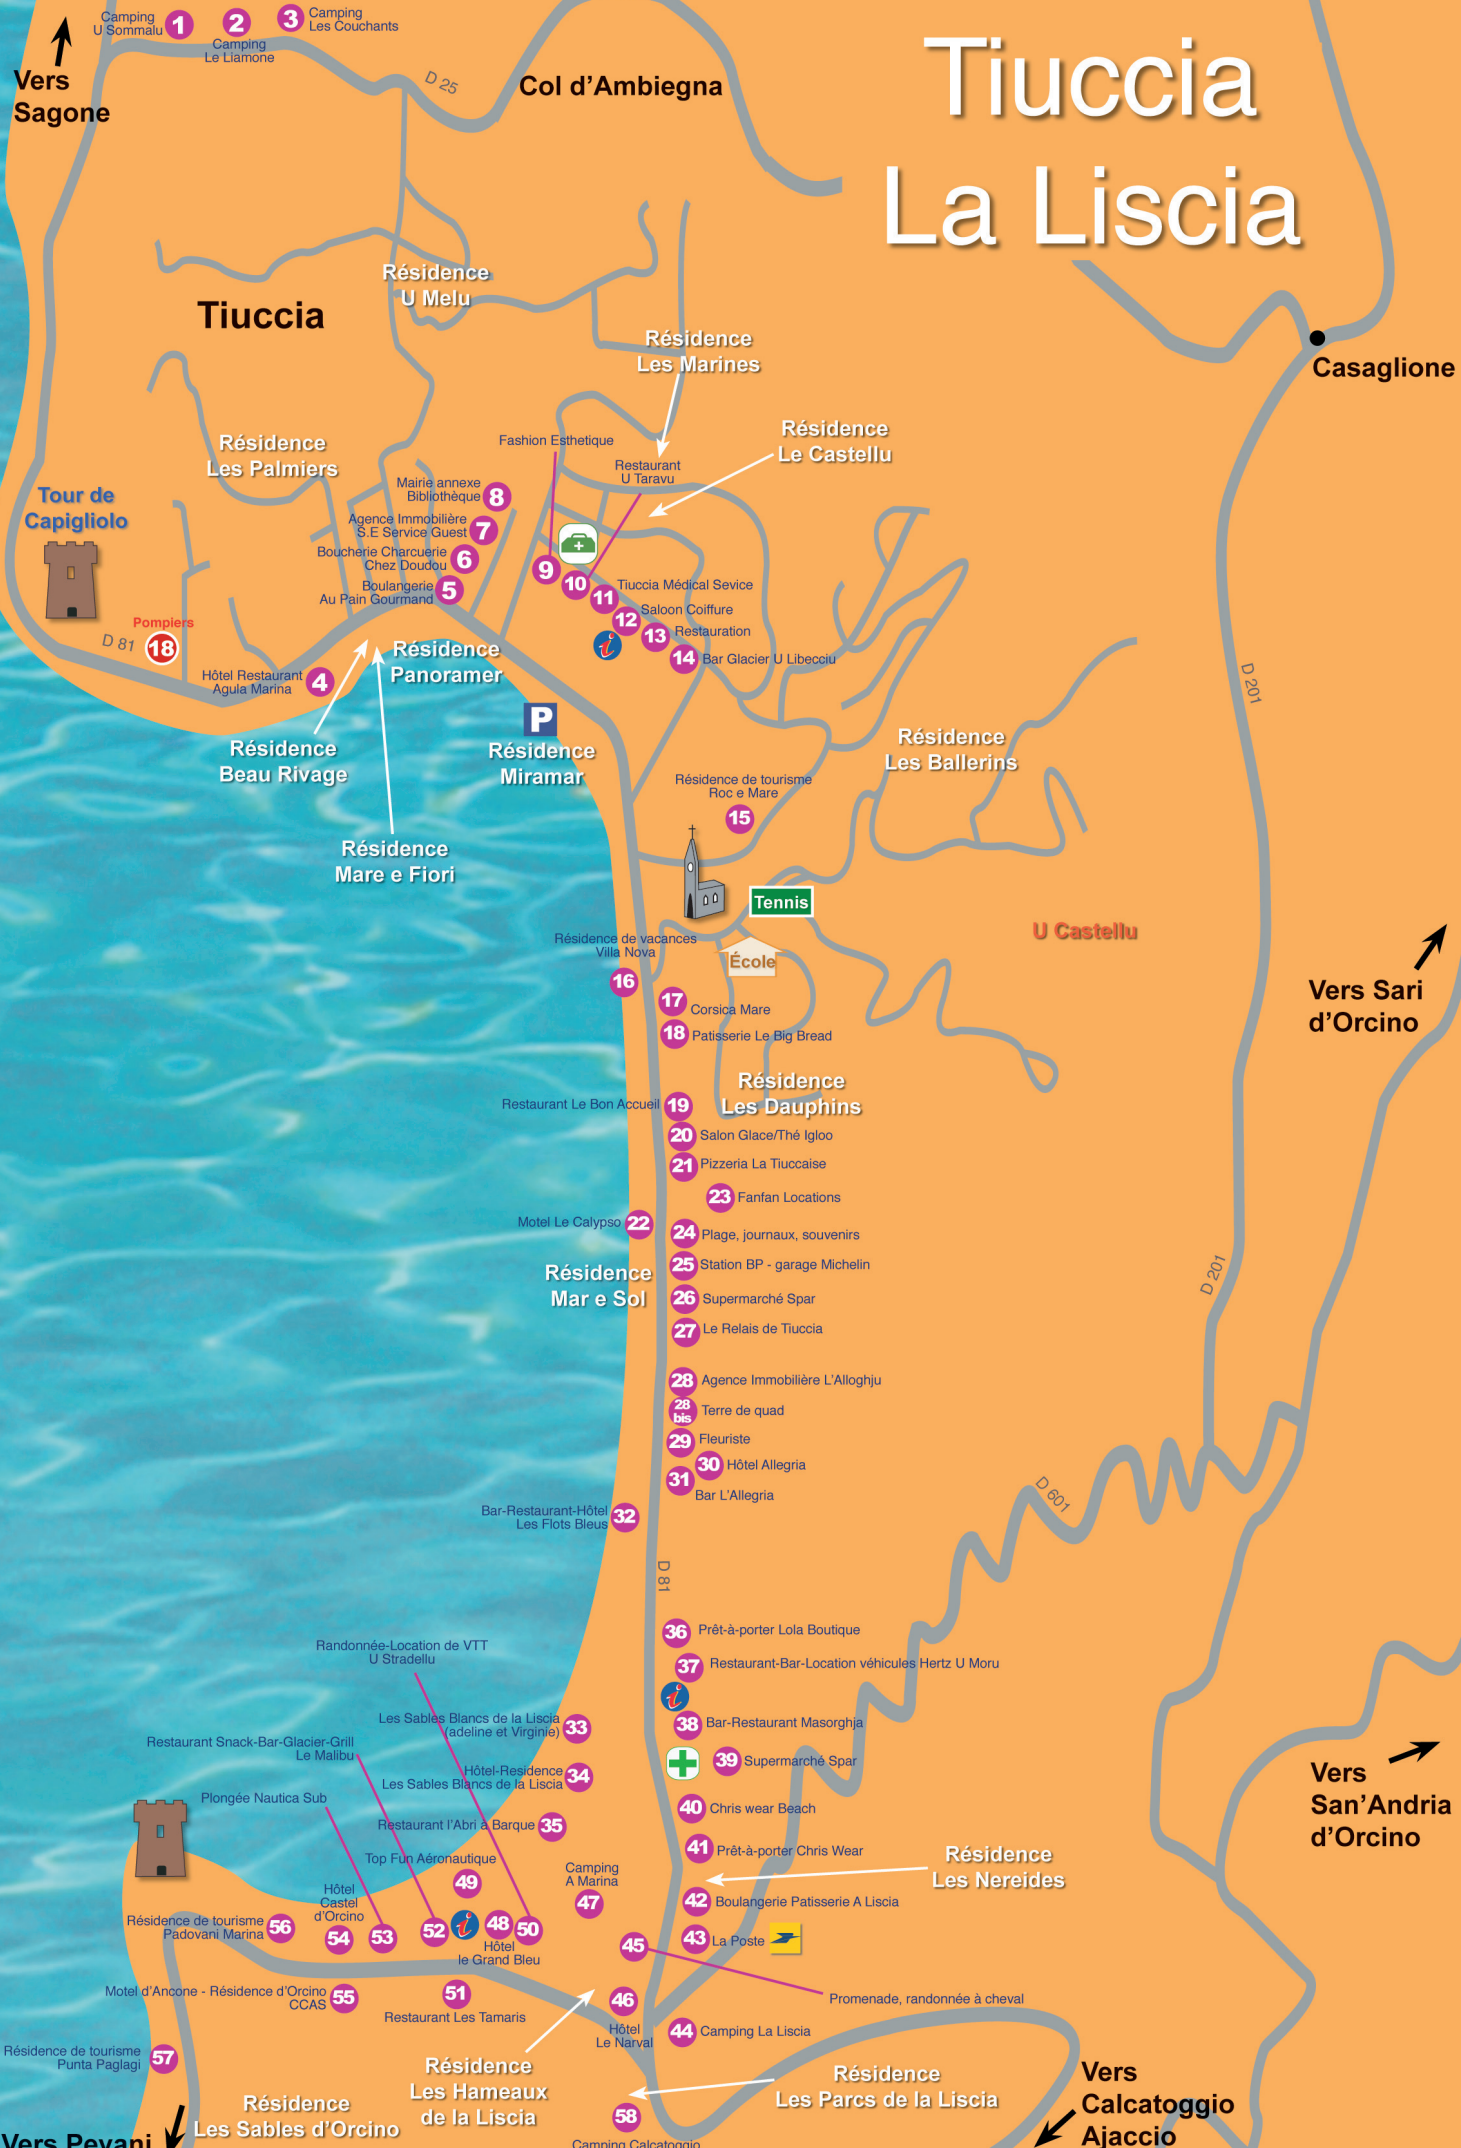 Tiuccia
La Liscia
Camping
U Sommalu
1
2
Camping
Le Liamone
3
Camping
Les Couchants
Vers
Sagone
D 25
Col d'Ambiegna
Résidence
U Melu
Tiuccia
Résidence
Les Marines
Casaglione
Résidence
Les Palmiers
Fashion Esthetique
Résidence
Le Castellu
Restaurant
U Taravu
Tour de
Capigliolo
Mairie annexe
Bibliothèque
8
Agence Immobilière
S.E Service Guest
7
Boucherie Charcuerie
Chez Doudou
6
Boulangerie
Au Pain Gourmand
5
9
10
11
Tiuccia Médical Sevice
12
Saloon Coiffure
i
13
Restauration
14
Bar Glacier U Libecciu
Pompiers
18
D 81
Hôtel Restaurant
Agula Marina
4
Résidence
Panoramer
D 201
P
Résidence
Miramar
Résidence
Beau Rivage
Résidence
Les Ballerins
Résidence de tourisme
Roc e Mare
15
Résidence
Mare e Fiori
Tennis
U Castellu
Résidence de vacances
Villa Nova
16
École
Vers Sari
d'Orcino
17
Corsica Mare
18
Patisserie Le Big Bread
Résidence
Les Dauphins
Restaurant Le Bon Accueil
19
20
Salon Glace/Thé Igloo
21
Pizzeria La Tiuccaise
23
Fanfan Locations
Motel Le Calypso
22
24
Plage, journaux, souvenirs
Résidence
Mar e Sol
25
Station BP - garage Michelin
D 201
26
Supermarché Spar
27
Le Relais de Tiuccia
28
Agence Immobilière L'Alloghju
28
bis
Terre de quad
29
Fleuriste
30
Hôtel Allegria
31
Bar L'Allegria
D 601
Bar-Restaurant-Hôtel
Les Flots Bleus
32
D 81
36
Prêt-à-porter Lola Boutique
Randonnée-Location de VTT
U Stradellu
37
Restaurant-Bar-Location véhicules Hertz U Moru
i
Les Sables Blancs de la Liscia
(adeline et Virginie)
33
38
Bar-Restaurant Masorghja
Restaurant Snack-Bar-Glacier-Grill
Le Malibu
39
Supermarché Spar
Hôtel-Residence
Les Sables Blancs de la Liscia
34
Vers
San'Andria
d'Orcino
Plongée Nautica Sub
40
Chris wear Beach
Restaurant l'Abri à Barque
35
41
Prêt-à-porter Chris Wear
Résidence
Les Nereides
Top Fun Aéronautique
49
Camping
A Marina
47
42
Boulangerie Patisserie A Liscia
Hôtel
Castel
d'Orcino
54
Résidence de tourisme
Padovani Marina
56
53
52
i
48
Hôtel
le Grand Bleu
50
43
La Poste
45
Promenade, randonnée à cheval
Motel d'Ancone - Résidence d'Orcino
CCAS
55
51
Restaurant Les Tamaris
46
Hôtel
Le Narval
44
Camping La Liscia
Résidence de tourisme
Punta Paglagi
57
Résidence
Les Hameaux
de la Liscia
Résidence
Les Parcs de la Liscia
Vers
Calcatoggio
Ajaccio
Résidence
Les Sables d'Orcino
58
Camping Calcatoggio
Vers Pevani